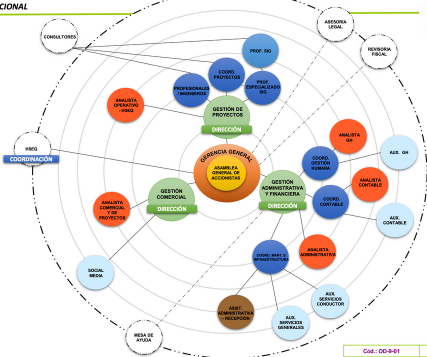 CIONAL
ASESORIA
LEGAL
CONSULTORES
PROF. SIG
REVISORIA
FISCAL
COORD.
PROYECTOS
PROFESIONALES
/ INGENIEROS
PROF.
ESPECIALIZADO
SIG
ANALISTA
OPERATIVO
- HSEQ
GESTIÓN DE
PROYECTOS
DIRECCIÓN
ANALISTA
GH
HSEQ
COORDINACIÓN
GERENCIA GENERAL
ASAMBLEA
GENERAL DE
ACCIONISTAS
COORD.
GESTIÓN
HUMANA
AUX. GH
ANALISTA
CONTABLE
GESTIÓN
ADMINISTRATIVA
Y FINANCIERA
DIRECCIÓN
GESTIÓN
COMERCIAL
DIRECCIÓN
COORD.
CONTABLE
ANALISTA
COMERCIAL
Y DE
PROYECTOS
AUX.
CONTABLE
ANALISTA
ADMINISTRATIVA
COORD. MANT. E
INFRAESTRUCTURA
SOCIAL
MEDIA
AUX.
SERVICIOS
CONDUCTOR
ASIST.
ADMINISTRATIVA
- RECEPCIÓN
AUX.
SERVICIOS
GENERALES
MESA DE
AYUDA
Cód.: OD-9-01